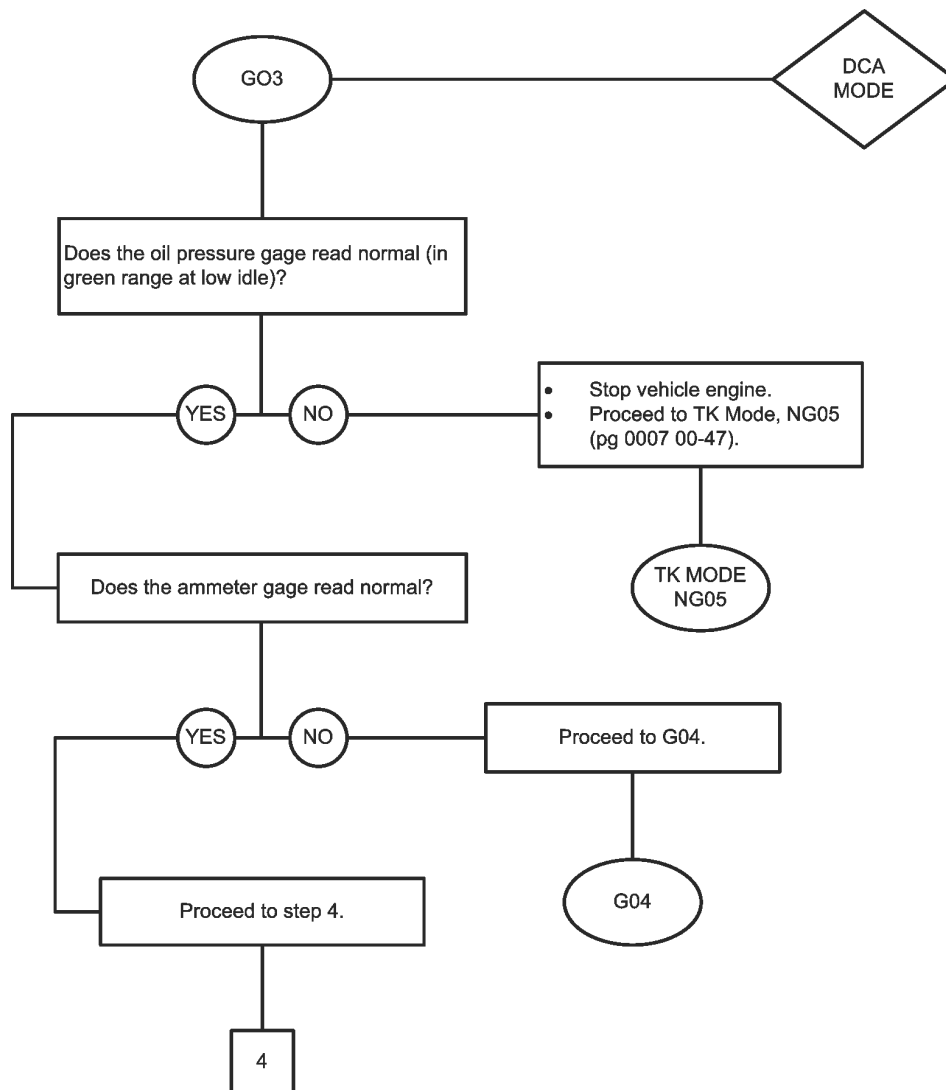 GO3
DCA
MODE
Does the oil pressure gage read normal (in
green range at low idle)?
YES
NO
• Stop vehicle engine.
• Proceed to TK Mode, NG05
(pg 0007 00-47).
TK MODE
NG05
Does the ammeter gage read normal?
YES
NO
Proceed to G04.
G04
Proceed to step 4.
4